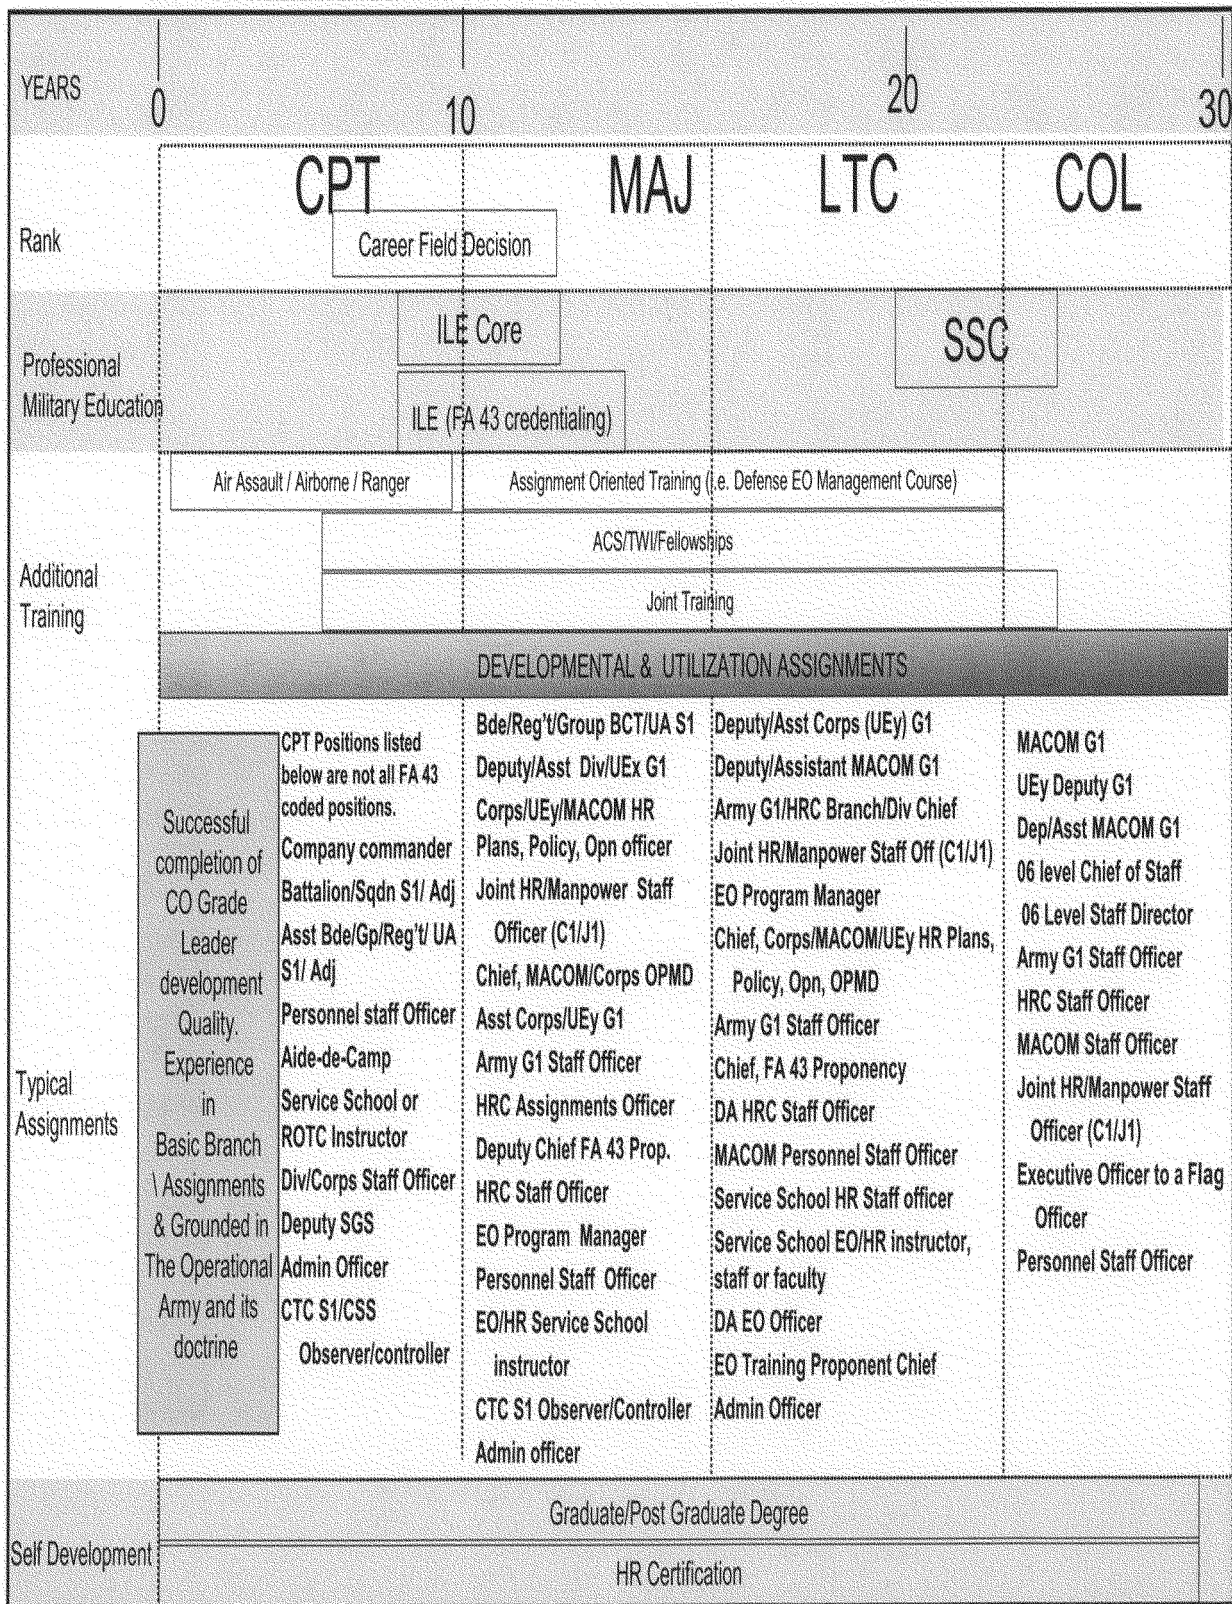 YEARS
0
10
20
30
Rank
CPT
MAJ
LTC
COL
Career Field Decision
Professional
Military Education
ILE Core
SSC
ILE (FA 43 credentialing)
Additional
Training
Air Assault / Airborne / Ranger
Assignment Oriented Training (i.e. Defense EO Management Course)
ACS/TWI/Fellowships
Joint Training
DEVELOPMENTAL & UTILIZATION ASSIGNMENTS
Typical
Assignments
Successful
completion of
CO Grade
Leader
development
Quality.
Experience
in
Basic Branch
\ Assignments
& Grounded in
The Operational
Army and its
doctrine
CPT Positions listed
below are not all FA 43
coded positions.
Company commander
Battalion/Sqdn S1/ Adj
Asst Bde/Gp/Reg't/ UA
S1/ Adj
Personnel staff Officer
Aide-de-Camp
Service School or
ROTC Instructor
Div/Corps Staff Officer
Deputy SGS
Admin Officer
CTC S1/CSS
Observer/controller
Bde/Reg't/Group BCT/UA S1
Deputy/Asst Div/UEx G1
Corps/UEy/MACOM HR
Plans, Policy, Opn officer
Joint HR/Manpower Staff
Officer (C1/J1)
Chief, MACOM/Corps OPMD
Asst Corps/UEy G1
Army G1 Staff Officer
HRC Assignments Officer
Deputy Chief FA 43 Prop.
HRC Staff Officer
EO Program Manager
Personnel Staff Officer
EO/HR Service School
instructor
CTC S1 Observer/Controller
Admin officer
Deputy/Asst Corps (UEy) G1
Deputy/Assistant MACOM G1
Army G1/HRC Branch/Div Chief
Joint HR/Manpower Staff Off (C1/J1)
EO Program Manager
Chief, Corps/MACOM/UEy HR Plans,
Policy, Opn, OPMD
Army G1 Staff Officer
Chief, FA 43 Proponency
DA HRC Staff Officer
MACOM Personnel Staff Officer
Service School HR Staff officer
Service School EO/HR instructor,
staff or faculty
DA EO Officer
EO Training Proponent Chief
Admin Officer
MACOM G1
UEy Deputy G1
Dep/Asst MACOM G1
06 level Chief of Staff
06 Level Staff Director
Army G1 Staff Officer
HRC Staff Officer
MACOM Staff Officer
Joint HR/Manpower Staff
Officer (C1/J1)
Executive Officer to a Flag
Officer
Personnel Staff Officer
Self Development
Graduate/Post Graduate Degree
HR Certification